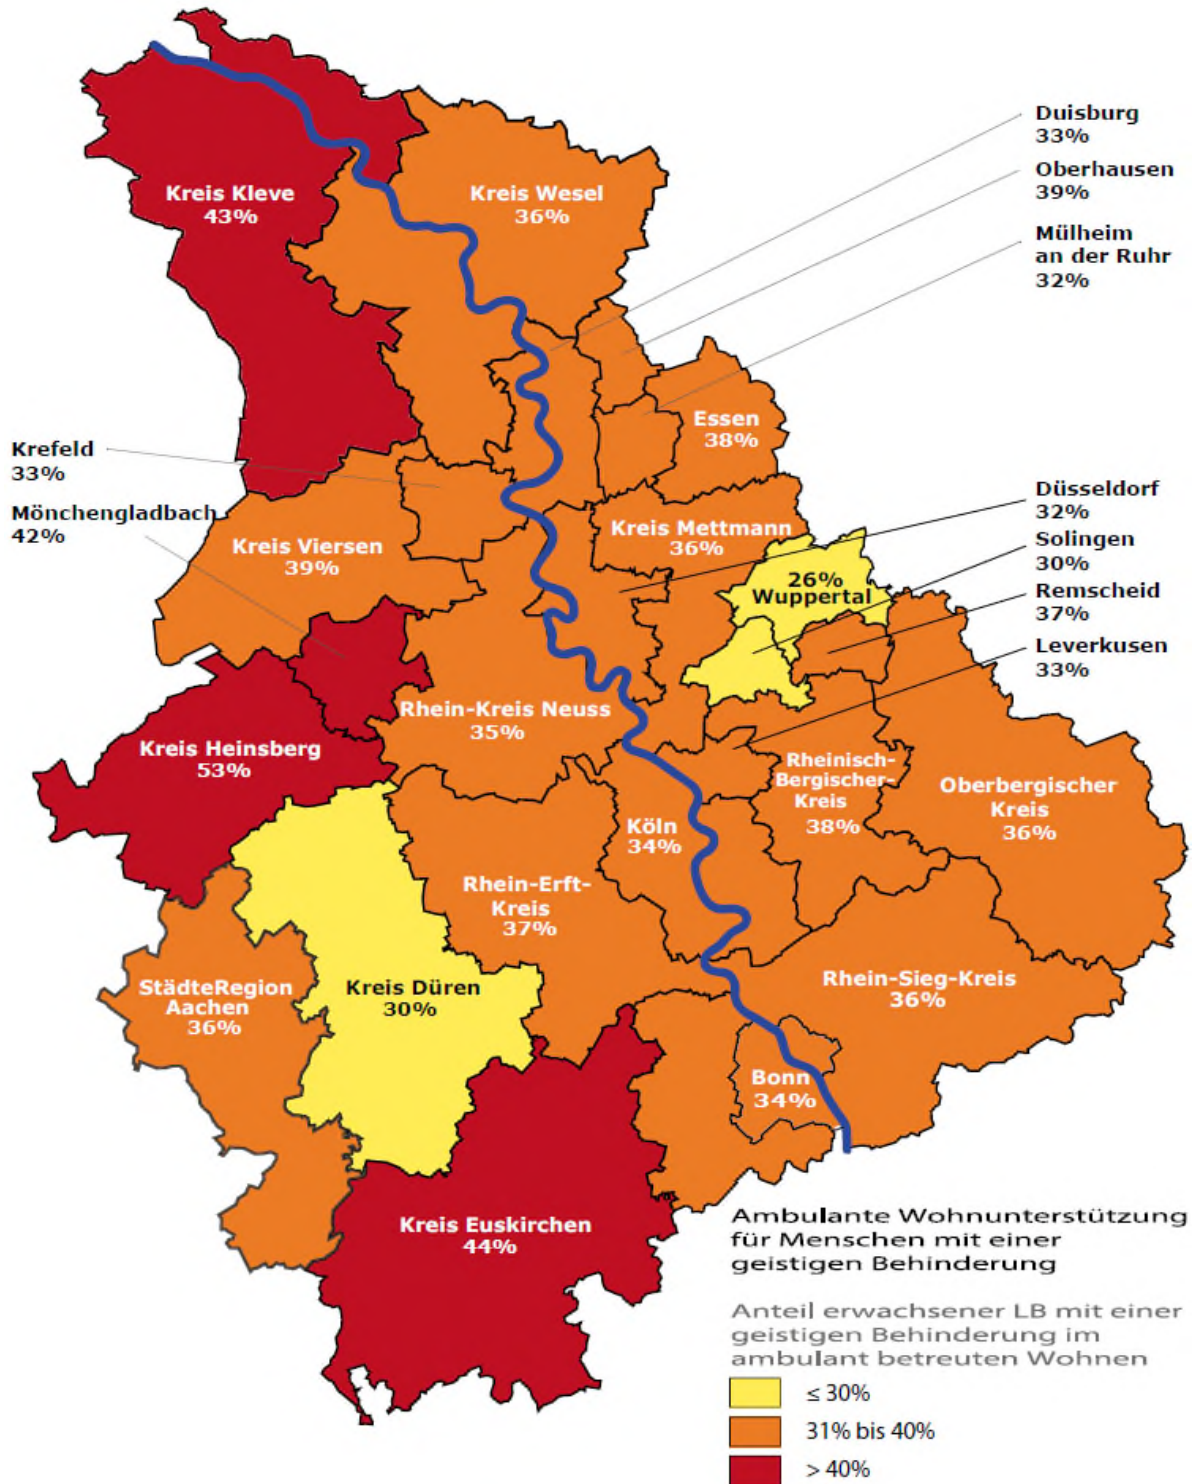 Duisburg
33%
Oberhausen
39%
Mülheim
an der Ruhr
32%
Kreis Kleve
43%
Kreis Wesel
36%
Essen
38%
Krefeld
33%
Mönchengladbach
42%
Kreis Viersen
39%
Kreis Mettmann
36%
Düsseldorf
32%
Solingen
30%
Remscheid
37%
Leverkusen
33%
26%
Wuppertal
Rhein-Kreis Neuss
35%
Kreis Heinsberg
53%
Rheinisch-
Bergischer-
Kreis
38%
Oberbergischer
Kreis
36%
Köln
34%
Rhein-Erft-
Kreis
37%
StädteRegion
Aachen
36%
Kreis Düren
30%
Rhein-Sieg-Kreis
36%
Bonn
34%
Kreis Euskirchen
44%
Ambulante Wohnunterstützung
für Menschen mit einer
geistigen Behinderung
Anteil erwachsener LB mit einer
geistigen Behinderung im
ambulant betreuten Wohnen
≤ 30%
31% bis 40%
> 40%